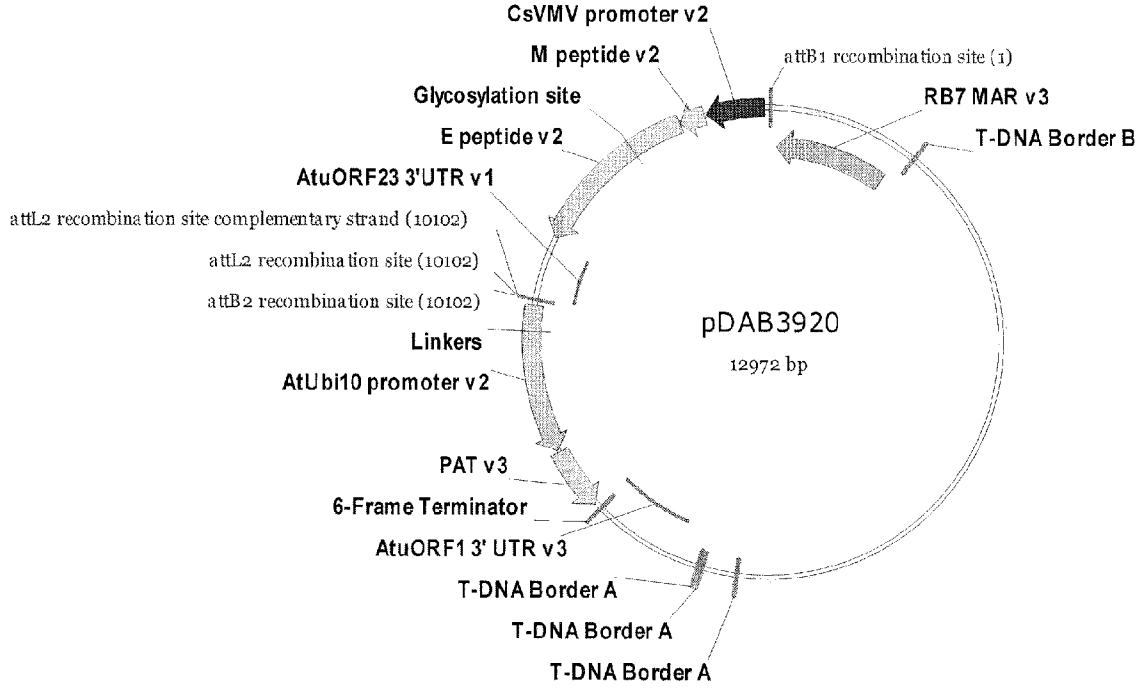 CsVMV promoter v2
M peptide v2
attB1 recombination site (1)
Glycosylation site
RB7 MAR v3
E peptide v2
T-DNA Border B
AtuORF23 3'UTR v1
attL2 recombination site complementary strand (10102)
attL2 recombination site (10102)
attB2 recombination site (10102)
pDAB3920
12972 bp
Linkers
AtUbi10 promoter v2
PAT v3
6-Frame Terminator
AtuORF1 3' UTR v3
T-DNA Border A
T-DNA Border A
T-DNA Border A